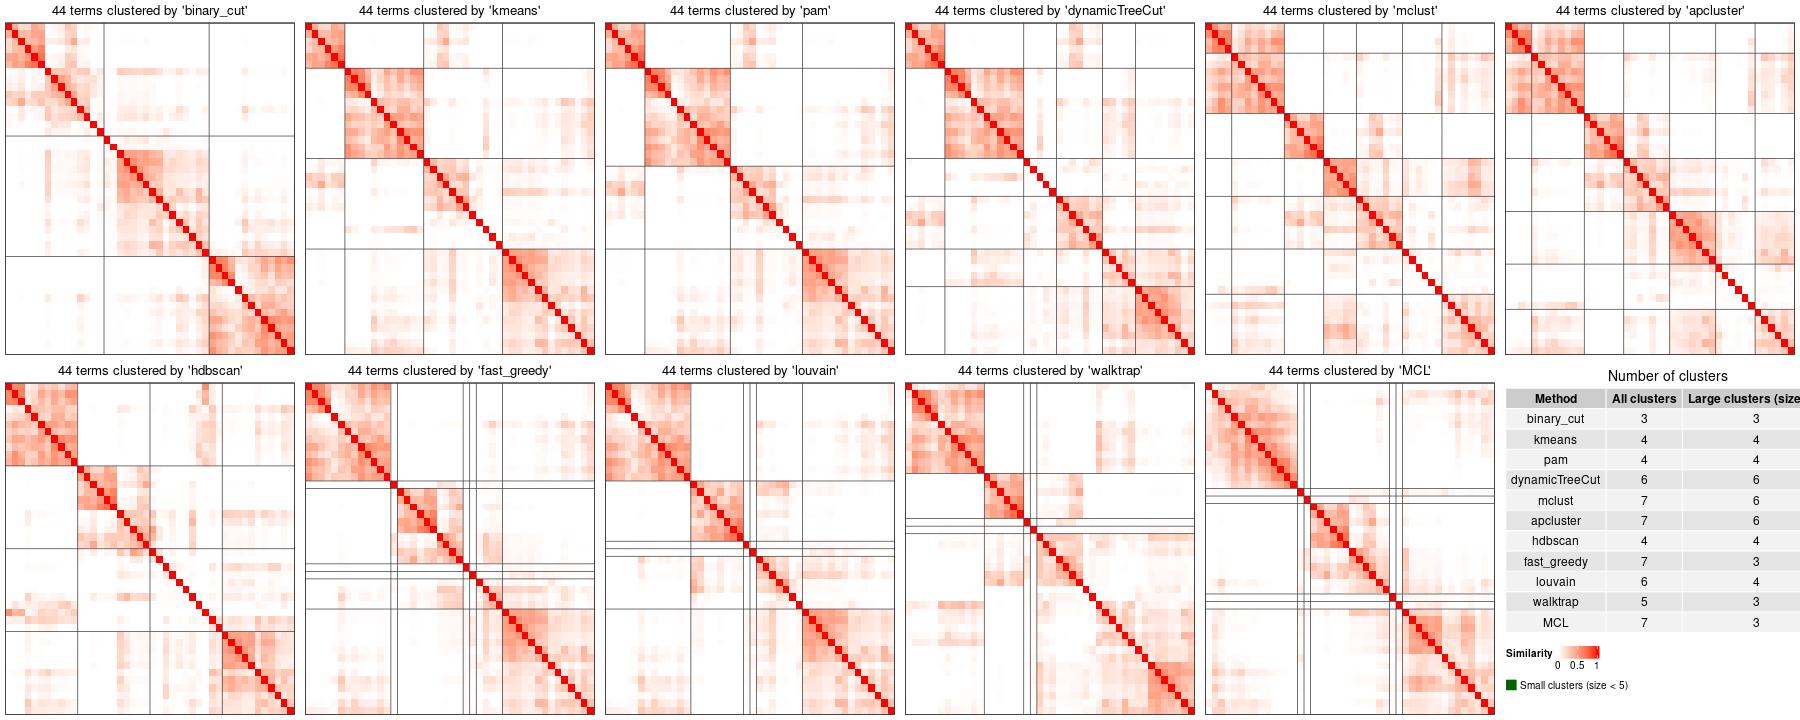 44 terms clustered by 'binary_cut'
44 terms clustered by 'kmeans'
44 terms clustered by 'pam'
44 terms clustered by 'dynamicTreeCut'
44 terms clustered by 'mclust'
44 terms clustered by 'apcluster'
44 terms clustered by 'hdbscan'
44 terms clustered by 'fast_greedy'
44 terms clustered by 'louvain'
44 terms clustered by 'walktrap'
44 terms clustered by 'MCL'
Number of clusters
Method All clusters Large clusters (size
binary_cut 3 3
kmeans 4 4
pam 4 4
dynamicTreeCut 6 6
mclust 7 6
apcluster 7 6
hdbscan 4 4
fast_greedy 7 3
louvain 6 4
walktrap 5 3
MCL 7 3
Similarity
0 0.5 1
Small clusters (size < 5)